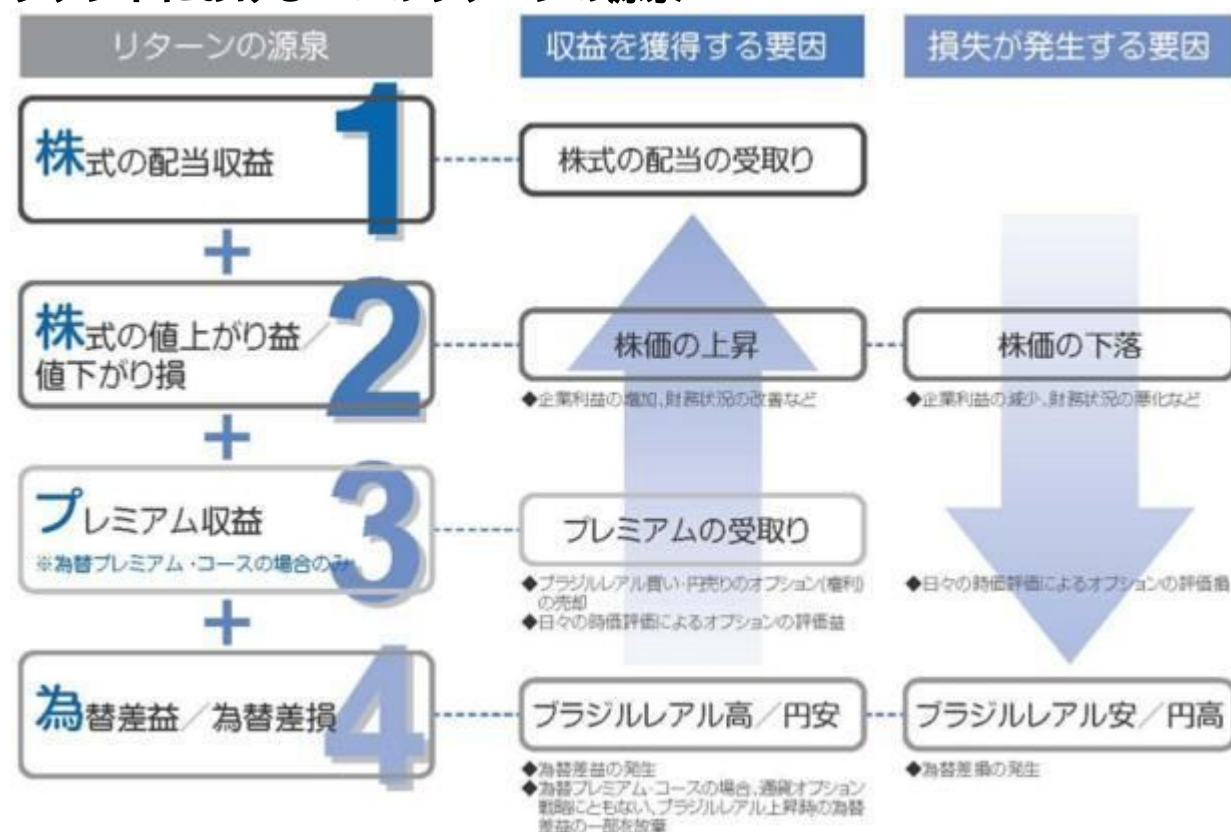 リターンの源泉
収益を獲得する要因
損失が発生する要因
株式の配当収益
1
株式の配当の受取り
株式の値上がり益／
値下がり損
2
株価の上昇
◆企業利益の増加、財務状況の改善など
株価の下落
◆企業利益の減少、財務状況の悪化など
プレミアム収益
※為替プレミアム・コースの場合のみ
3
プレミアムの受取り
◆ブラジルレアル買い・円売りのオプション(権利)
の売却
◆日々の時価評価によるオプションの評価益
◆日々の時価評価によるオプションの評価損
為替差益／為替差損
4
ブラジルレアル高／円安
◆為替差益の発生
◆為替プレミアム・コースの場合、通貨オプション
戦略にともない、ブラジルレアル上昇時の為替
差益の一部を放棄
ブラジルレアル安／円高
◆為替差損の発生
＋
＋
＋